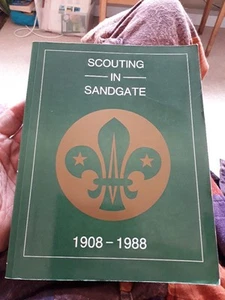 SCOUTING
IN
SANDGATE
1908 - 1988